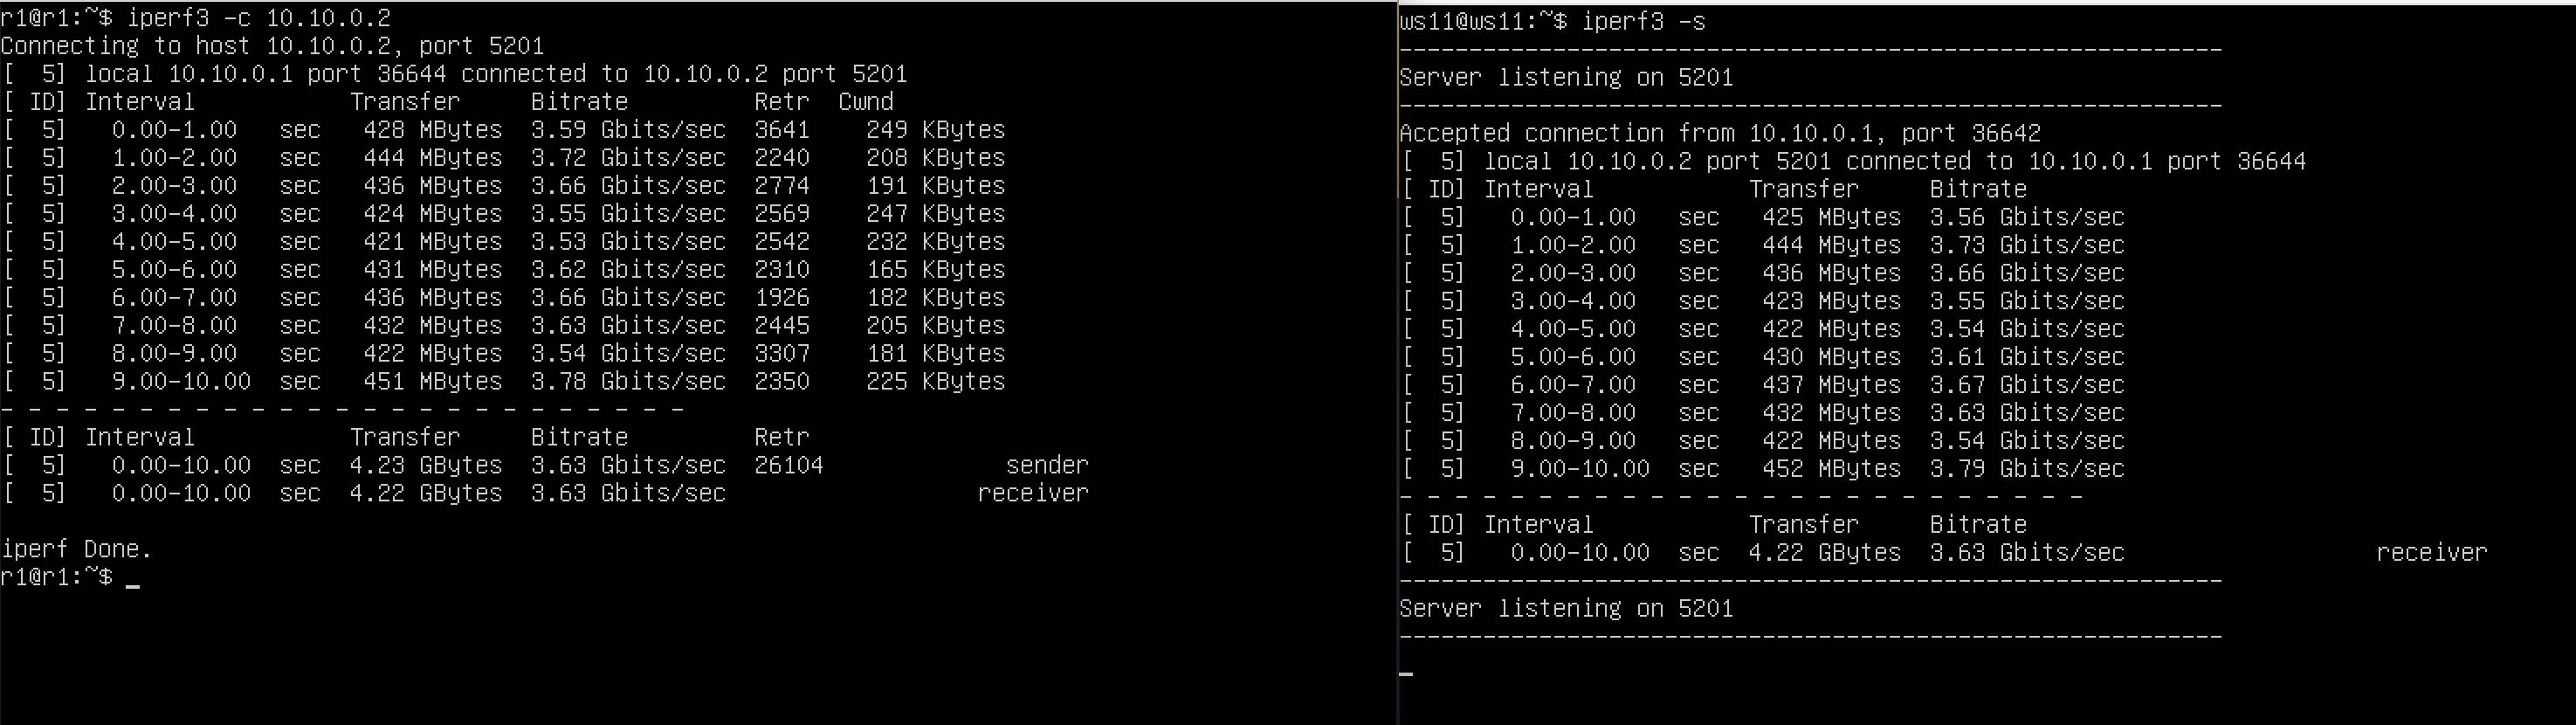 r1@r1:~$ iperf3 -c 10.10.0.2
Connecting to host 10.10.0.2, port 5201
[  5] local 10.10.0.1 port 36644 connected to 10.10.0.2 port 5201
[ ID] Interval           Transfer     Bitrate         Retr  Cwnd
[  5]   0.00-1.00   sec   428 MBytes  3.59 Gbits/sec  3641    249 KBytes
[  5]   1.00-2.00   sec   444 MBytes  3.72 Gbits/sec  2240    208 KBytes
[  5]   2.00-3.00   sec   436 MBytes  3.66 Gbits/sec  2774    191 KBytes
[  5]   3.00-4.00   sec   424 MBytes  3.55 Gbits/sec  2569    247 KBytes
[  5]   4.00-5.00   sec   421 MBytes  3.53 Gbits/sec  2542    232 KBytes
[  5]   5.00-6.00   sec   431 MBytes  3.62 Gbits/sec  2310    165 KBytes
[  5]   6.00-7.00   sec   436 MBytes  3.66 Gbits/sec  1926    182 KBytes
[  5]   7.00-8.00   sec   432 MBytes  3.63 Gbits/sec  2445    205 KBytes
[  5]   8.00-9.00   sec   422 MBytes  3.54 Gbits/sec  3307    181 KBytes
[  5]   9.00-10.00  sec   451 MBytes  3.78 Gbits/sec  2350    225 KBytes
- - - - - - - - - - - - - - - - - - - - - - - - -
[ ID] Interval           Transfer     Bitrate         Retr
[  5]   0.00-10.00  sec  4.23 GBytes  3.63 Gbits/sec  26104             sender
[  5]   0.00-10.00  sec  4.22 GBytes  3.63 Gbits/sec                  receiver
iperf Done.
r1@r1:~$ _
ws11@ws11:~$ iperf3 -s
-----------------------------------------------------------
Server listening on 5201
-----------------------------------------------------------
Accepted connection from 10.10.0.1, port 36642
[  5] local 10.10.0.2 port 5201 connected to 10.10.0.1 port 36644
[ ID] Interval           Transfer     Bitrate
[  5]   0.00-1.00   sec   425 MBytes  3.56 Gbits/sec
[  5]   1.00-2.00   sec   444 MBytes  3.73 Gbits/sec
[  5]   2.00-3.00   sec   436 MBytes  3.66 Gbits/sec
[  5]   3.00-4.00   sec   423 MBytes  3.55 Gbits/sec
[  5]   4.00-5.00   sec   422 MBytes  3.54 Gbits/sec
[  5]   5.00-6.00   sec   430 MBytes  3.61 Gbits/sec
[  5]   6.00-7.00   sec   437 MBytes  3.67 Gbits/sec
[  5]   7.00-8.00   sec   432 MBytes  3.63 Gbits/sec
[  5]   8.00-9.00   sec   422 MBytes  3.54 Gbits/sec
[  5]   9.00-10.00  sec   452 MBytes  3.79 Gbits/sec
- - - - - - - - - - - - - - - - - - - - - - - - -
[ ID] Interval           Transfer     Bitrate
[  5]   0.00-10.00  sec  4.22 GBytes  3.63 Gbits/sec                  receiver
-----------------------------------------------------------
Server listening on 5201
-----------------------------------------------------------
_